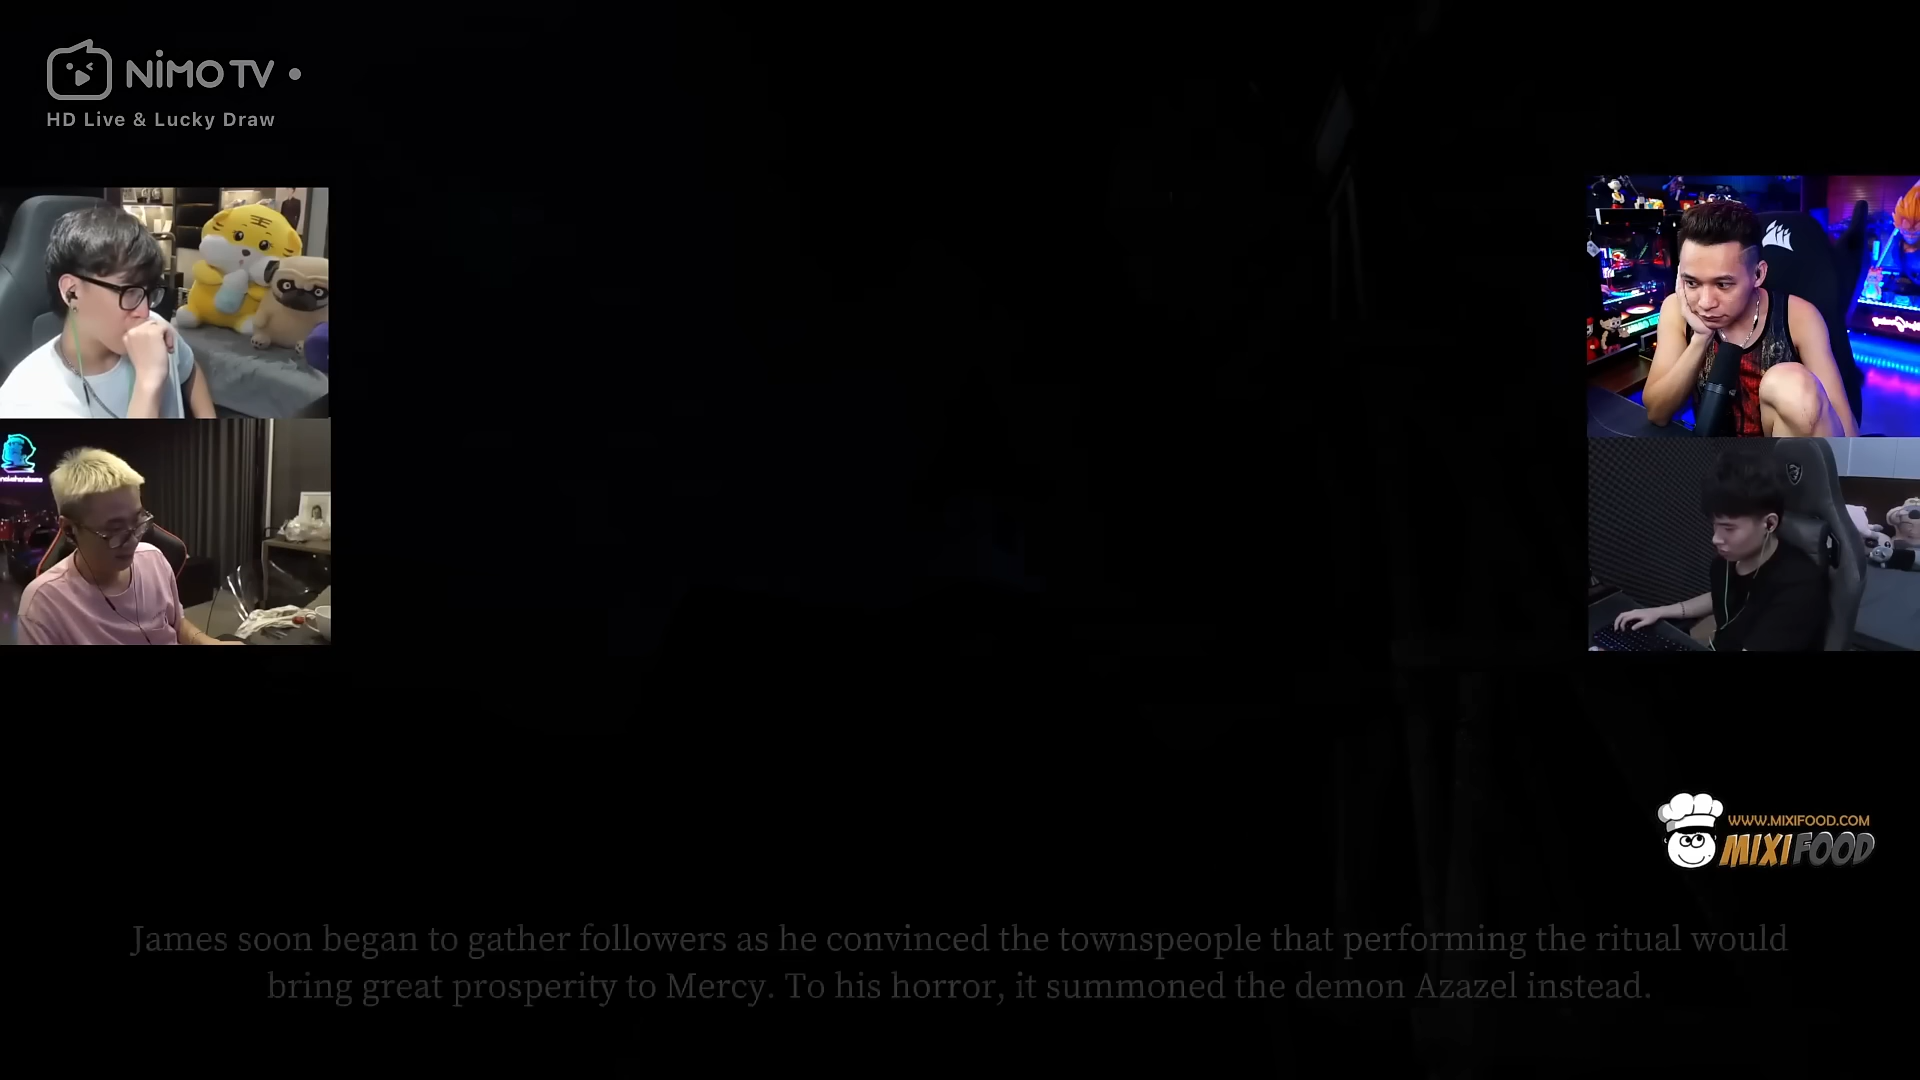 NIMO TV
HD Live & Lucky Draw
WWW.MIXIFOOD.COM
MIXIFOOD
James soon began to gather followers as he convinced the townspeople that performing the ritual would
bring great prosperity to Mercy. To his horror, it summoned the demon Azazel instead.